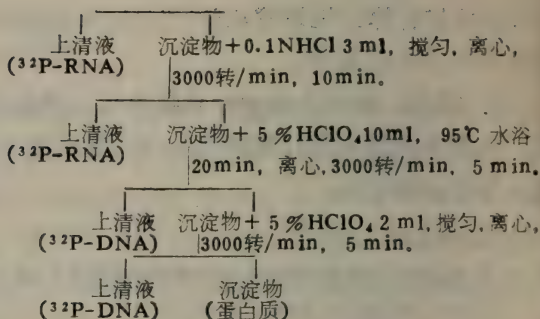 上清液 沉淀物+0.1NHCl 3 ml, 搅匀, 离心,
(³²P-RNA) 3000转/min, 10min。
上清液 沉淀物+5%HClO₄10ml, 95℃ 水浴
(³²P-RNA) 20min, 离心, 3000转/min, 5 min。
上清液 沉淀物+5%HClO₄ 2 ml, 搅匀, 离心,
(³²P-DNA) 3000转/min, 5 min。
上清液 沉淀物
(³²P-DNA) (蛋白质)